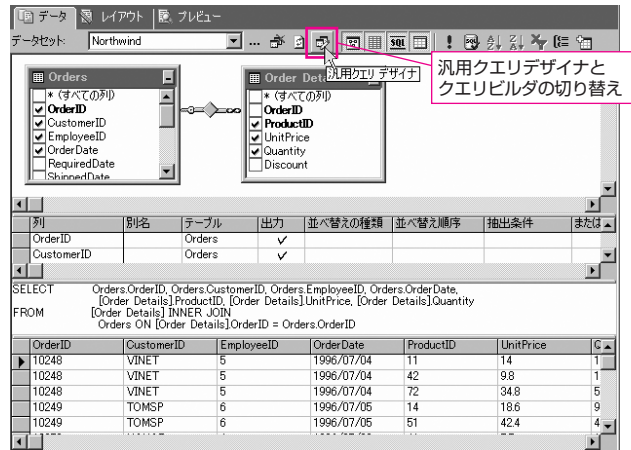 データ レイアウト プレビュー
データセット: Northwind ... SQL !
汎用クエリ デザイナ
汎用クエリデザイナと
クエリビルダの切り替え
Orders
* (すべての列)
OrderID
CustomerID
EmployeeID
OrderDate
RequiredDate
ShippedDate
Order Deta
* (すべての列)
OrderID
ProductID
UnitPrice
Quantity
Discount
列 別名 テーブル 出力 並べ替えの種類 並べ替え順序 抽出条件 または
OrderID Orders
CustomerID Orders
SELECT Orders.OrderID, Orders.CustomerID, Orders.EmployeeID, Orders.OrderDate,
[Order Details].ProductID, [Order Details].UnitPrice, [Order Details].Quantity
FROM [Order Details] INNER JOIN
Orders ON [Order Details].OrderID = Orders.OrderID
OrderID CustomerID EmployeeID OrderDate ProductID UnitPrice
10248 VINET 5 1996/07/04 11 14 1
10248 VINET 5 1996/07/04 42 9.8 1
10248 VINET 5 1996/07/04 72 34.8 5
10249 TOMSP 6 1996/07/05 14 18.6 9
10249 TOMSP 6 1996/07/05 51 42.4 4